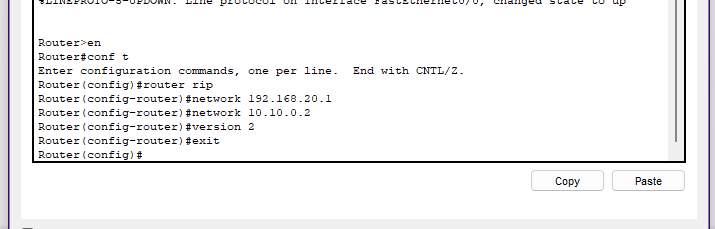 %LINEPROTO-5-UPDOWN: Line protocol on Interface FastEthernet0/0, changed state to up
Router>en
Router#conf t
Enter configuration commands, one per line.  End with CNTL/Z.
Router(config)#router rip
Router(config-router)#network 192.168.20.1
Router(config-router)#network 10.10.0.2
Router(config-router)#version 2
Router(config-router)#exit
Router(config)#
Copy Paste